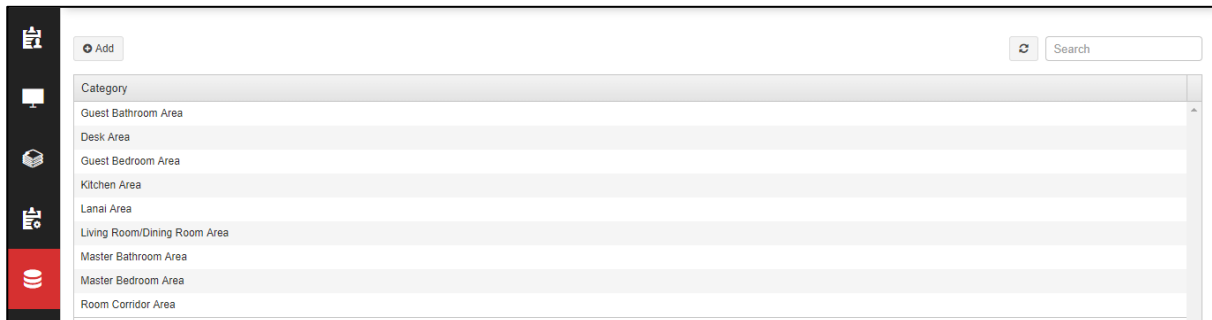 Add
Search
Category
Guest Bathroom Area
Desk Area
Guest Bedroom Area
Kitchen Area
Lanai Area
Living Room/Dining Room Area
Master Bathroom Area
Master Bedroom Area
Room Corridor Area